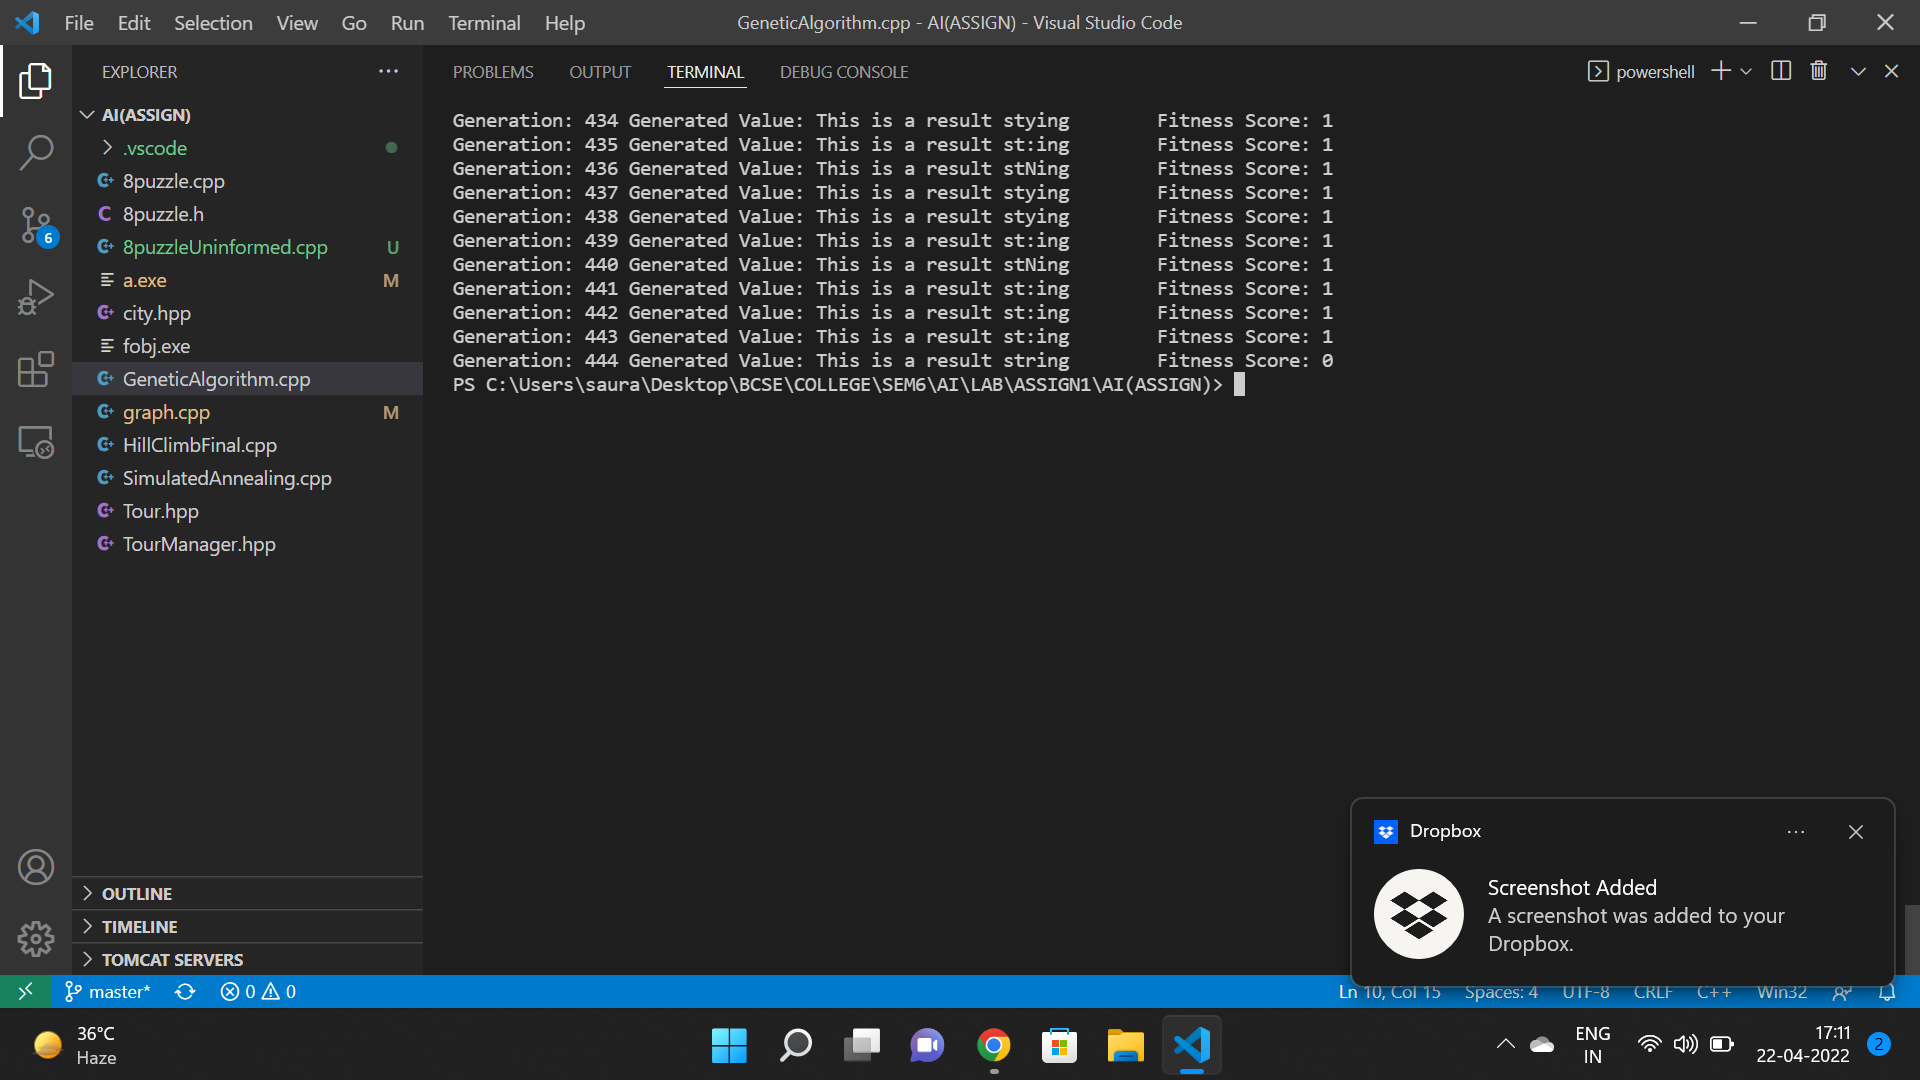 File Edit Selection View Go Run Terminal Help GeneticAlgorithm.cpp - AI(ASSIGN) - Visual Studio Code
EXPLORER
AI(ASSIGN)
.vscode
8puzzle.cpp
8puzzle.h
8puzzleUninformed.cpp U
a.exe M
city.hpp
fobj.exe
GeneticAlgorithm.cpp
graph.cpp M
HillClimbFinal.cpp
SimulatedAnnealing.cpp
Tour.hpp
TourManager.hpp
OUTLINE
TIMELINE
TOMCAT SERVERS
6
PROBLEMS OUTPUT TERMINAL DEBUG CONSOLE powershell
Generation: 434 Generated Value: This is a result stying Fitness Score: 1
Generation: 435 Generated Value: This is a result st:ing Fitness Score: 1
Generation: 436 Generated Value: This is a result stNing Fitness Score: 1
Generation: 437 Generated Value: This is a result stying Fitness Score: 1
Generation: 438 Generated Value: This is a result stying Fitness Score: 1
Generation: 439 Generated Value: This is a result st:ing Fitness Score: 1
Generation: 440 Generated Value: This is a result stNing Fitness Score: 1
Generation: 441 Generated Value: This is a result st:ing Fitness Score: 1
Generation: 442 Generated Value: This is a result st:ing Fitness Score: 1
Generation: 443 Generated Value: This is a result st:ing Fitness Score: 1
Generation: 444 Generated Value: This is a result string Fitness Score: 0
PS C:\Users\saura\Desktop\BCSE\COLLEGE\SEM6\AI\LAB\ASSIGN1\AI(ASSIGN)>
Dropbox
Screenshot Added
A screenshot was added to your
Dropbox.
master* 0 0 Ln 10, Col 15 Spaces: 4 UTF-8 CRLF C++ Win32
36°C
Haze
ENG
IN
17:11
22-04-2022
2